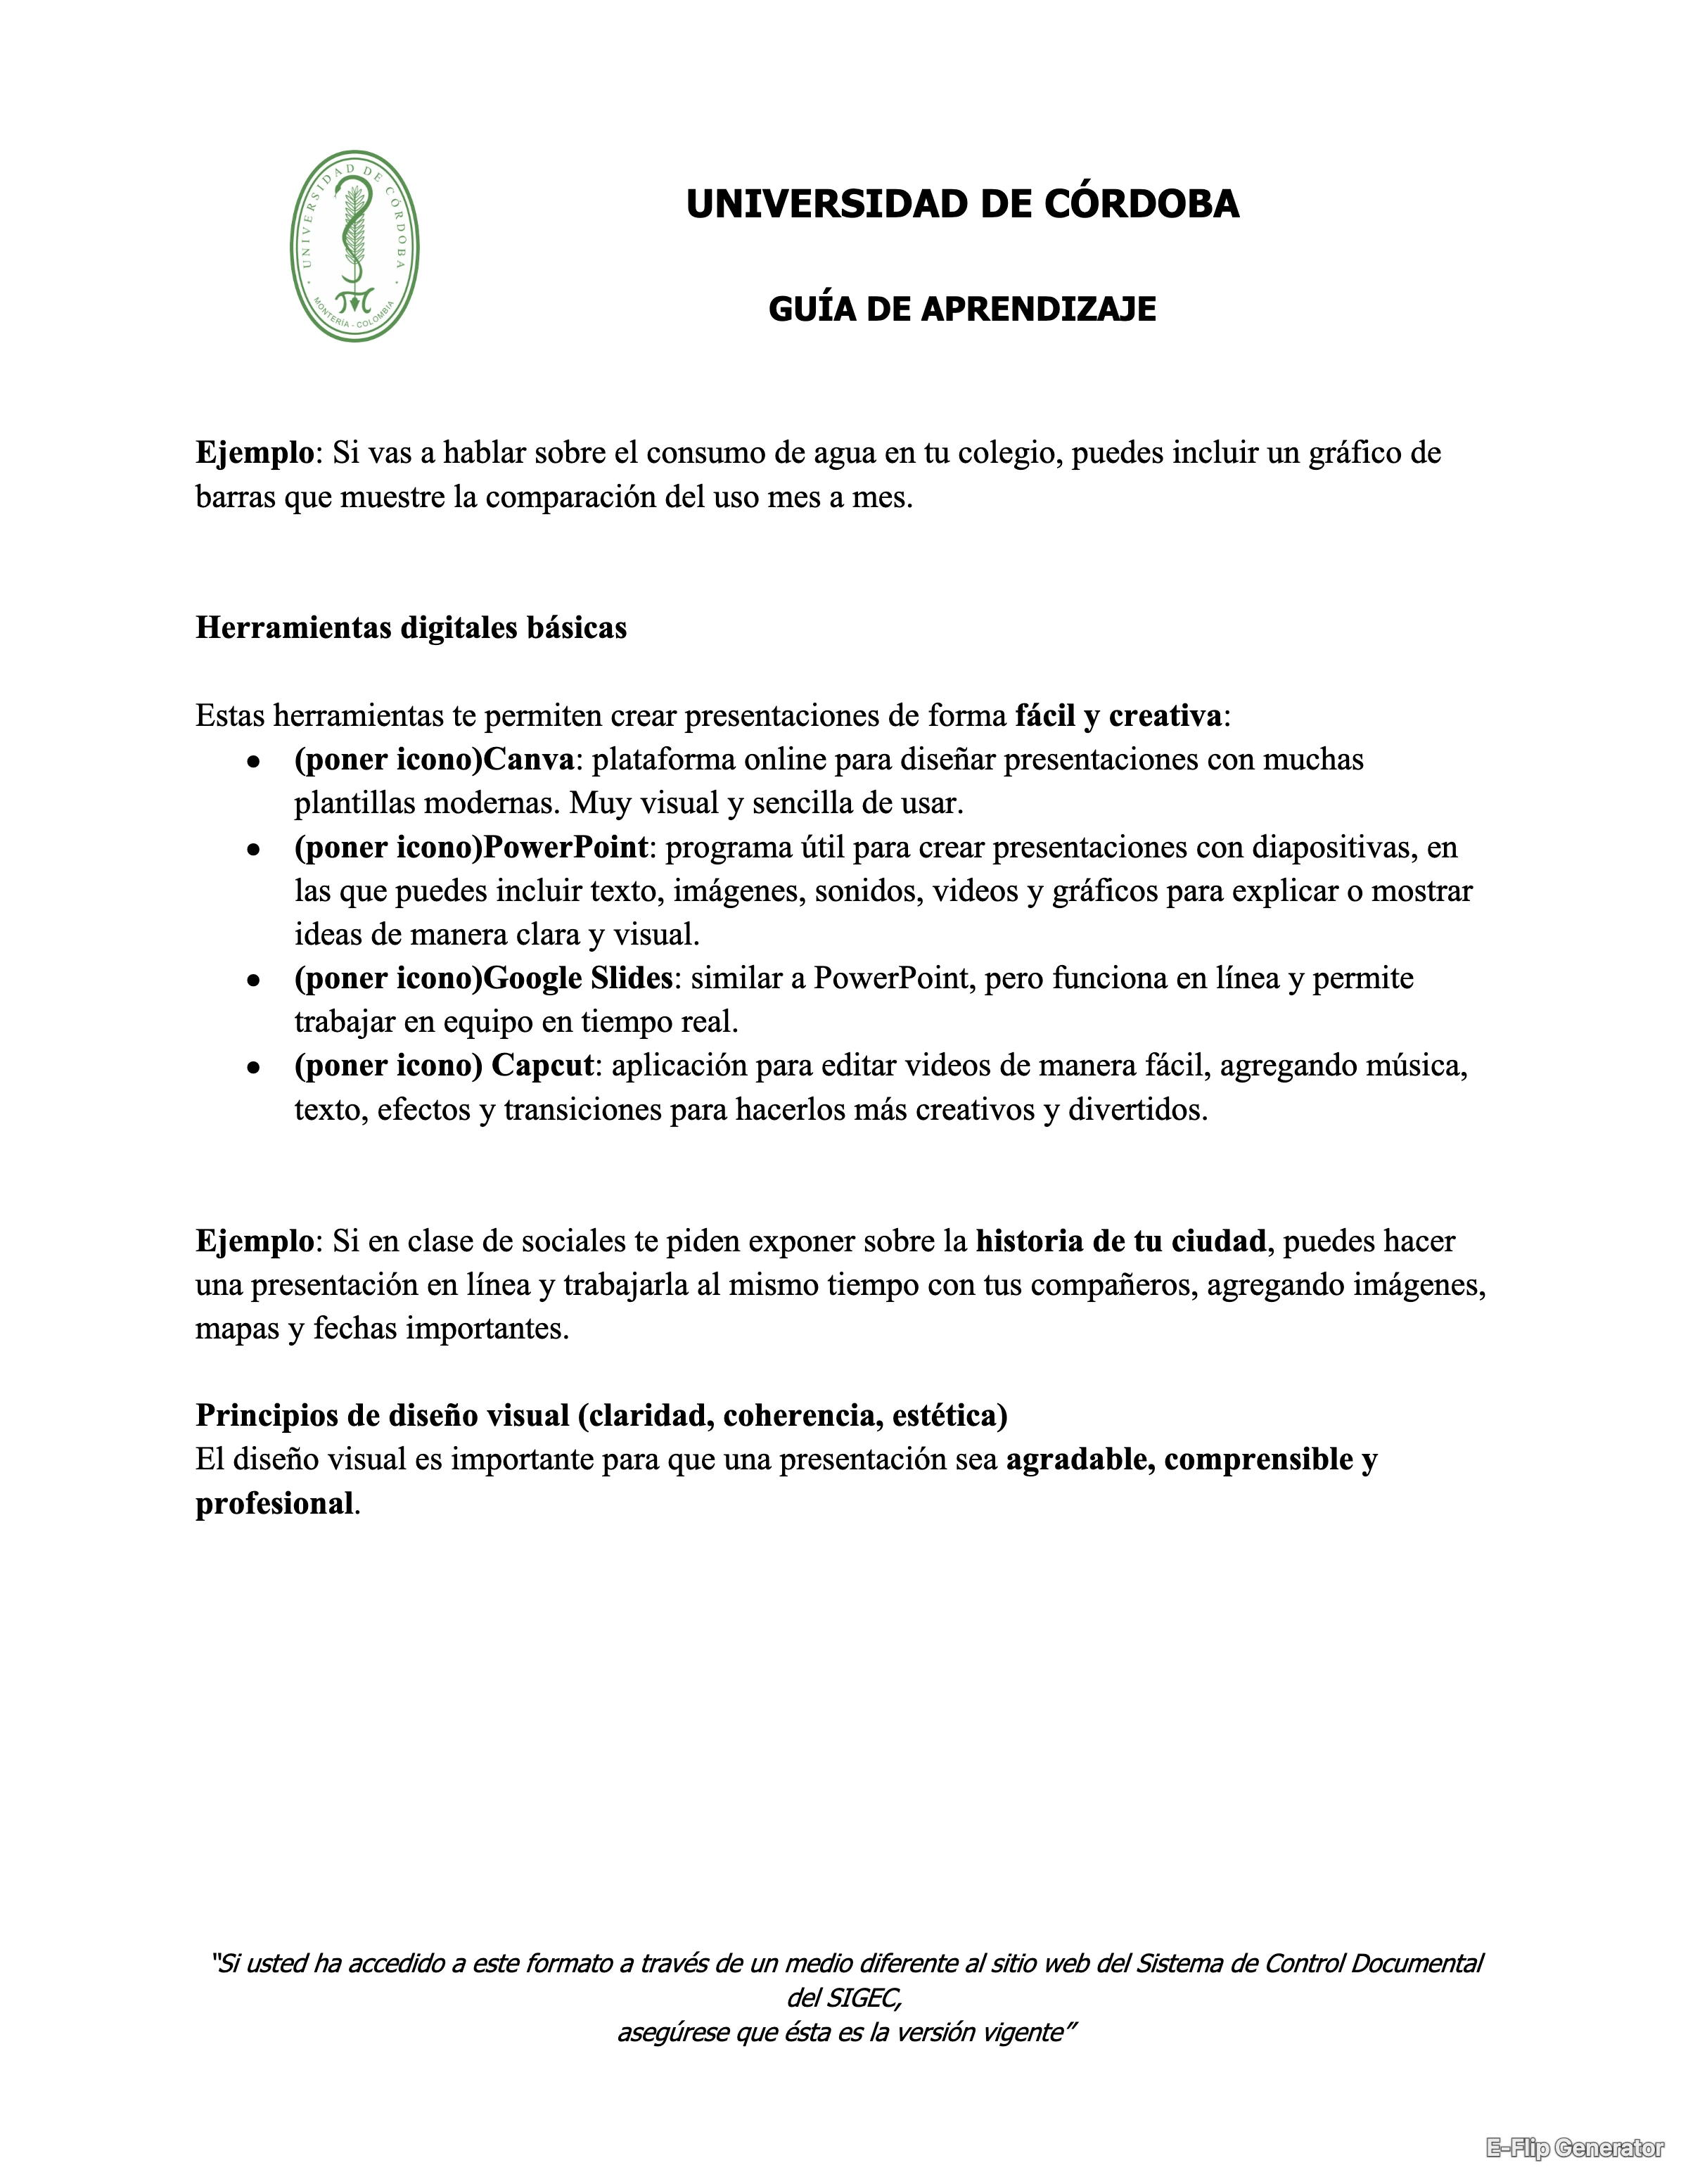 UNIVERSIDAD DE CÓRDOBA
MONTERÍA - COLOMBIA
UNIVERSIDAD DE CÓRDOBA
GUÍA DE APRENDIZAJE
Ejemplo: Si vas a hablar sobre el consumo de agua en tu colegio, puedes incluir un gráfico de
barras que muestre la comparación del uso mes a mes.
Herramientas digitales básicas
Estas herramientas te permiten crear presentaciones de forma fácil y creativa:
● (poner icono)Canva: plataforma online para diseñar presentaciones con muchas
plantillas modernas. Muy visual y sencilla de usar.
● (poner icono)PowerPoint: programa útil para crear presentaciones con diapositivas, en
las que puedes incluir texto, imágenes, sonidos, videos y gráficos para explicar o mostrar
ideas de manera clara y visual.
● (poner icono)Google Slides: similar a PowerPoint, pero funciona en línea y permite
trabajar en equipo en tiempo real.
● (poner icono) Capcut: aplicación para editar videos de manera fácil, agregando música,
texto, efectos y transiciones para hacerlos más creativos y divertidos.
Ejemplo: Si en clase de sociales te piden exponer sobre la historia de tu ciudad, puedes hacer
una presentación en línea y trabajarla al mismo tiempo con tus compañeros, agregando imágenes,
mapas y fechas importantes.
Principios de diseño visual (claridad, coherencia, estética)
El diseño visual es importante para que una presentación sea agradable, comprensible y
profesional.
“Si usted ha accedido a este formato a través de un medio diferente al sitio web del Sistema de Control Documental
del SIGEC,
asegúrese que ésta es la versión vigente”
E-Flip Generator